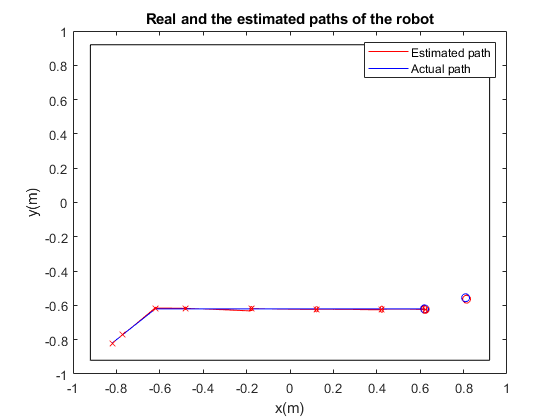 Real and the estimated paths of the robot
Estimated path
Actual path
1
0.8
0.6
0.4
0.2
0
-0.2
-0.4
-0.6
-0.8
-1
y(m)
-1 -0.8 -0.6 -0.4 -0.2 0 0.2 0.4 0.6 0.8 1
x(m)